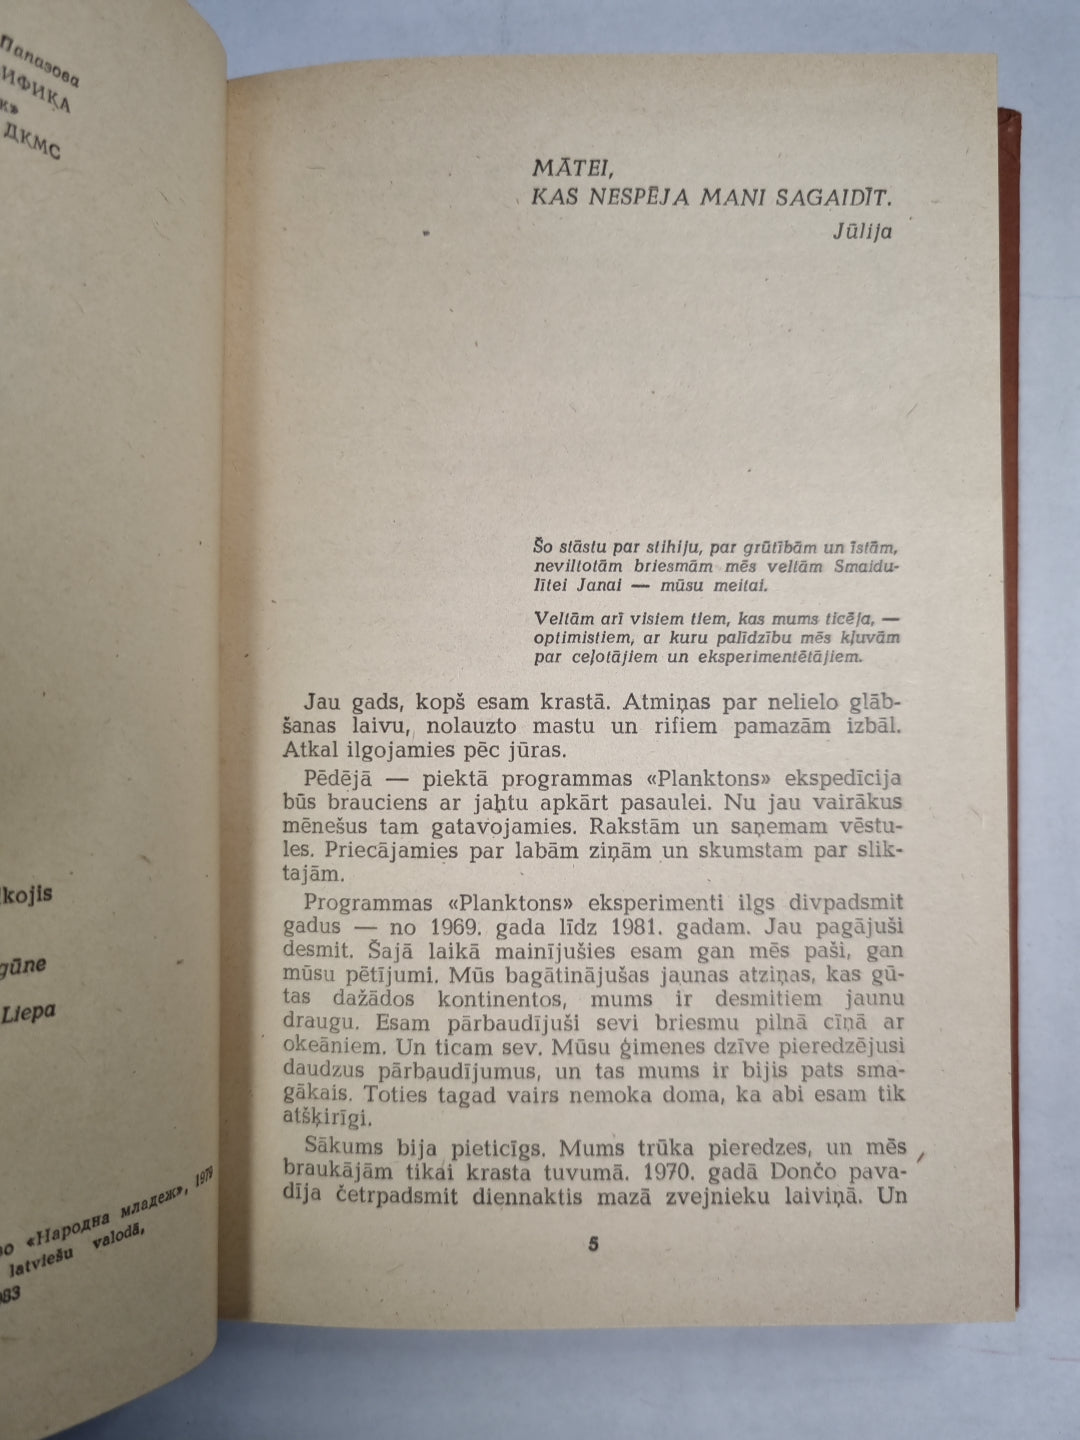 Папазова
ДКМС
kojis
Liepa
«Народна младеж», 1979
latviešu valodā,
MĀTEI,
KAS NESPĒJA MANI SAGAIDĪT.
Jūlija
Šo stāstu par stihiju, par grūtībām un īstām,
neviltotām briesmām mēs veltām Smaidu-
lītei Janai — mūsu meitai.
Veltām arī visiem tiem, kas mums ticēja, —
optimistiem, ar kuru palīdzību mēs kļuvām
par ceļotājiem un eksperimentētājiem.
Jau gads, kopš esam krastā. Atmiņas par nelielo glāb-
šanas laivu, nolauzto mastu un rifiem pamazām izbāl.
Atkal ilgojamies pēc jūras.
Pēdējā — piektā programmas «Planktons» ekspedīcija
būs brauciens ar jahtu apkārt pasaulei. Nu jau vairākus
mēnešus tam gatavojamies. Rakstām un saņemam vēstu-
les. Priecājamies par labām ziņām un skumstam par slik-
tajām.
Programmas «Planktons» eksperimenti ilgs divpadsmit
gadus — no 1969. gada līdz 1981. gadam. Jau pagājuši
desmit. Šajā laikā mainījušies esam gan mēs paši, gan
mūsu pētījumi. Mūs bagātinājušas jaunas atziņas, kas gū-
tas dažādos kontinentos, mums ir desmitiem jaunu
draugu. Esam pārbaudījuši sevi briesmu pilnā cīņā ar
okeāniem. Un ticam sev. Mūsu ģimenes dzīve pieredzējusi
daudzus pārbaudījumus, un tas mums ir bijis pats sma-
gākais. Toties tagad vairs nemoka doma, ka abi esam tik
atšķirīgi.
Sākums bija pieticīgs. Mums trūka pieredzes, un mēs
braukājām tikai krasta tuvumā. 1970. gadā Dončo pava-
dīja četrpadsmit diennaktis mazā zvejnieku laiviņā. Un
5